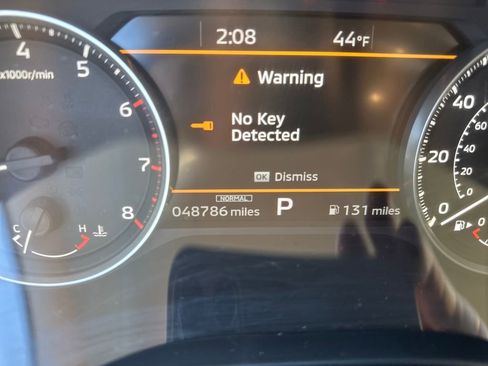 2:08 44°F
Warning
No Key
Detected
OK Dismiss
NORMAL
048786 miles P 131 miles
4
5
6
7
8
x1000r/min
C H
40
20
0
60
40
0
0